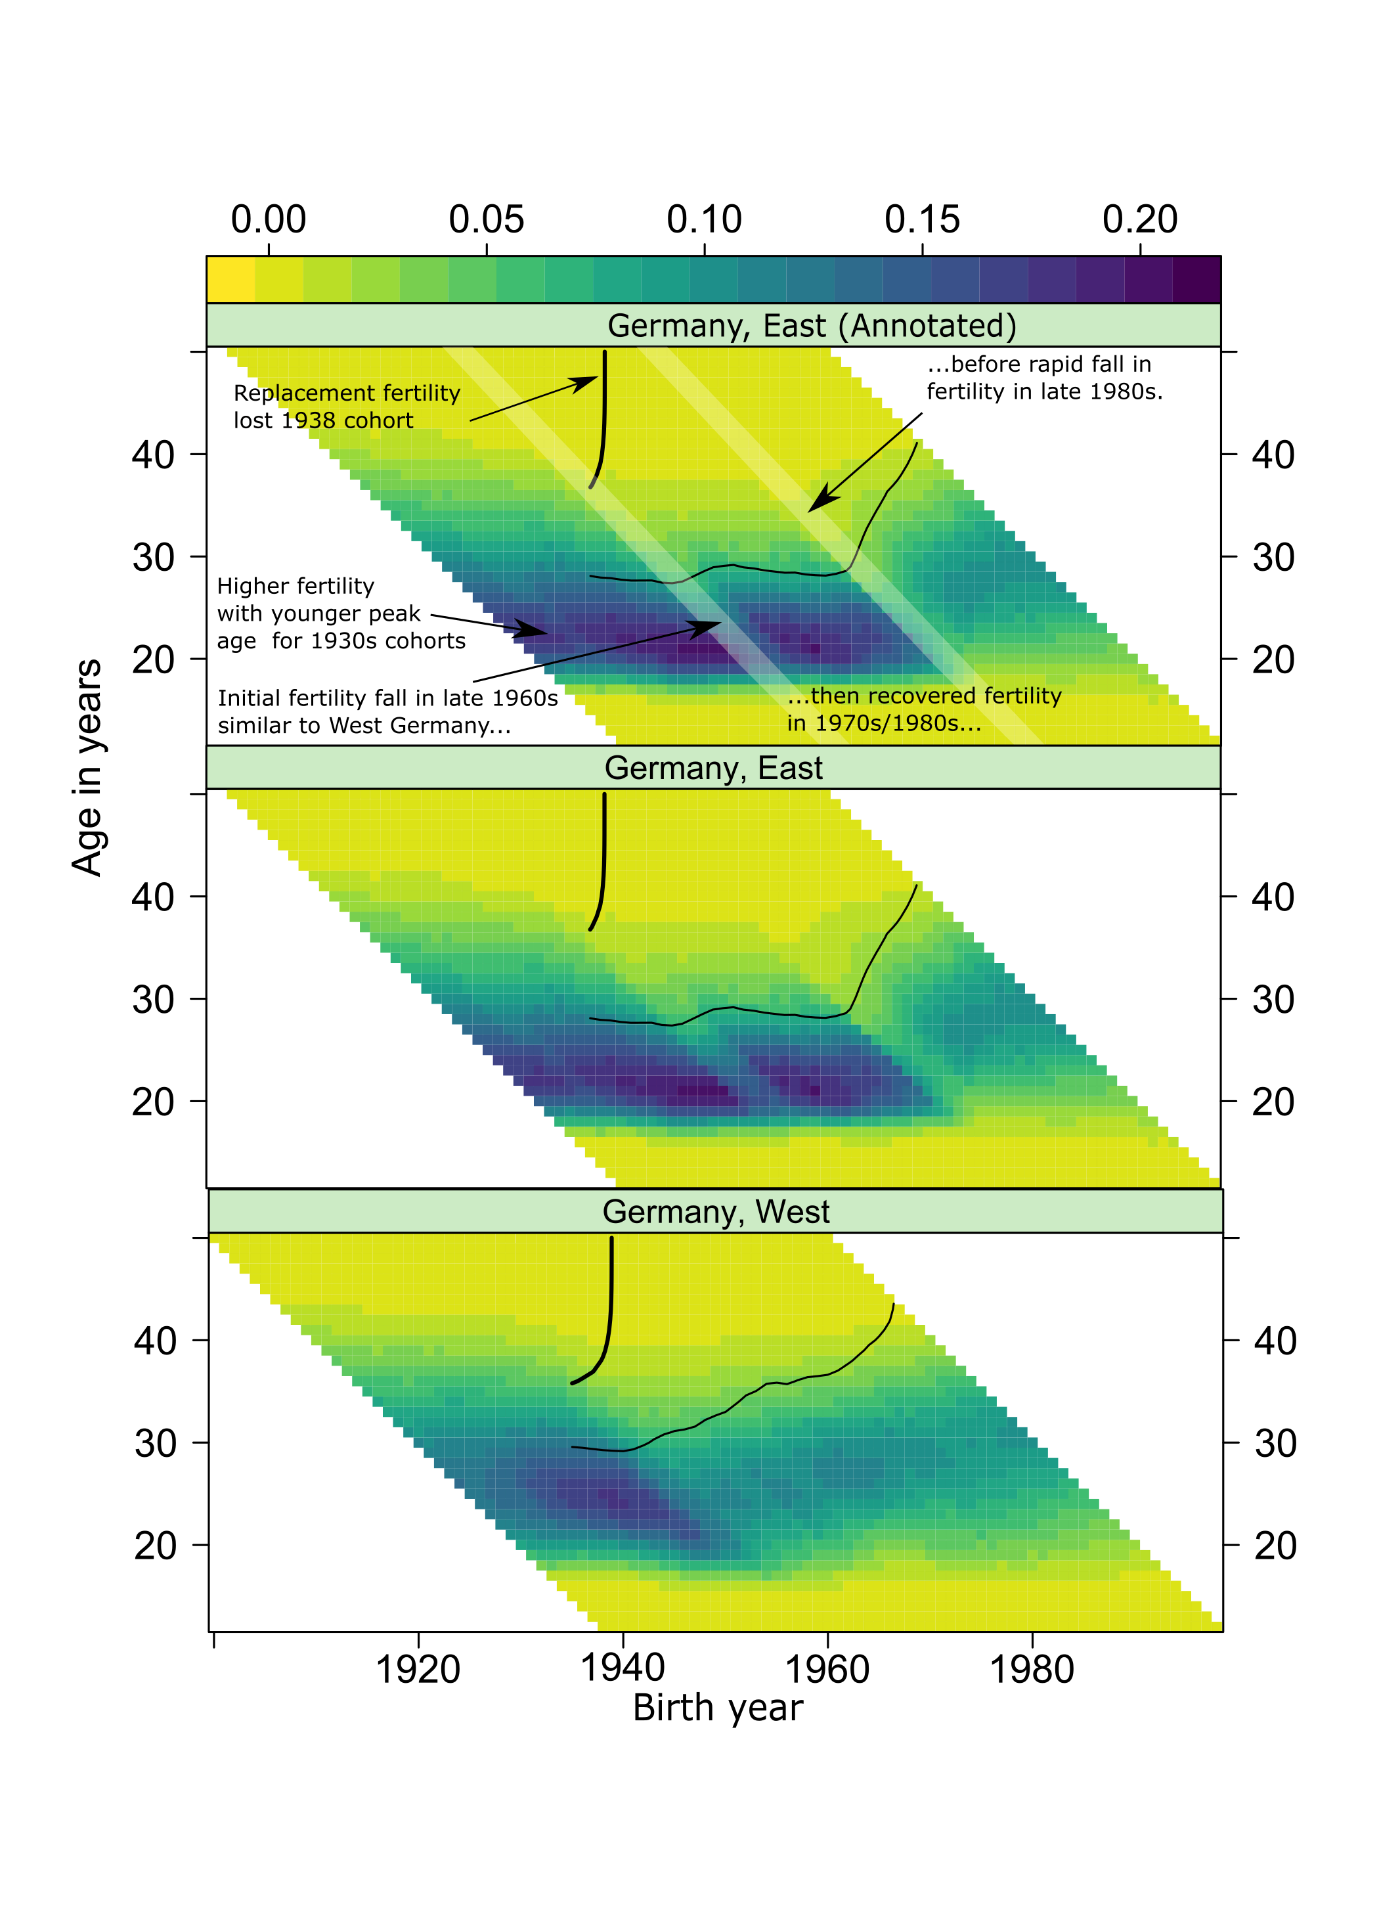 0.00 0.05 0.10 0.15 0.20
Germany, East (Annotated)
...before rapid fall in
fertility in late 1980s.
Replacement fertility
lost 1938 cohort
40 40
30 30
Higher fertility
with younger peak
age for 1930s cohorts
20 20
Initial fertility fall in late 1960s
similar to West Germany...
...then recovered fertility
in 1970s/1980s...
Germany, East
Age in years
40 40
30 30
20 20
Germany, West
40 40
30 30
20 20
1920 1940 1960 1980
Birth year